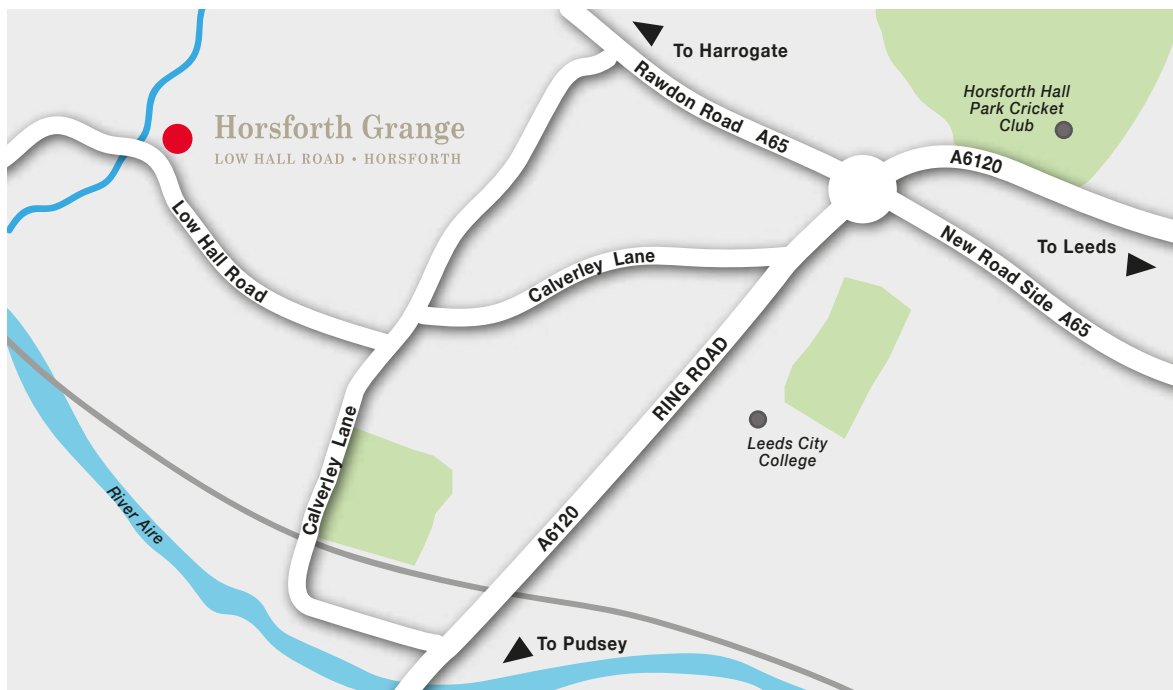 To Harrogate
Rawdon Road A65
Horsforth Hall
Park Cricket
Club
Horsforth Grange
LOW HALL ROAD • HORSFORTH
A6120
Low Hall Road
Calverley Lane
New Road Side A65
To Leeds
RING ROAD
Leeds City
College
Calverley Lane
River Aire
A6120
To Pudsey